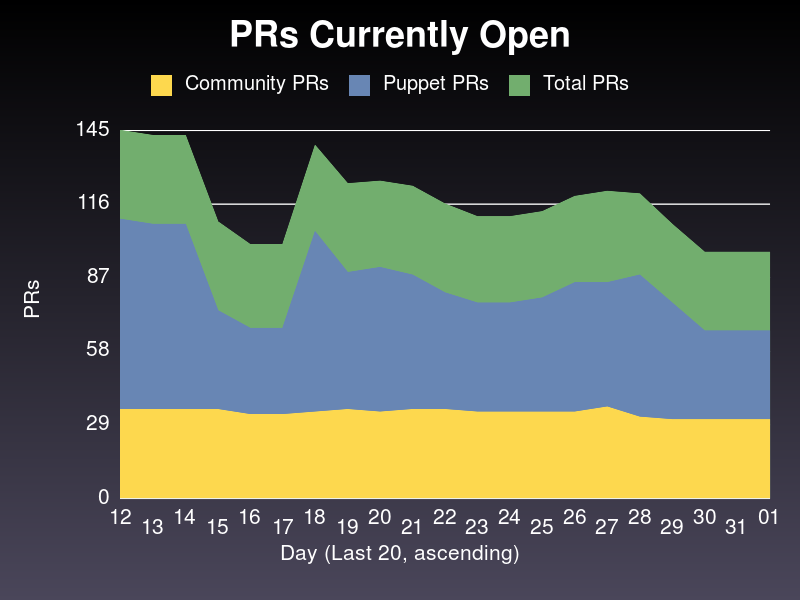 PRs Currently Open
Community PRs Puppet PRs Total PRs
145
116
87
58
29
0
PRs
12 13 14 15 16 17 18 19 20 21 22 23 24 25 26 27 28 29 30 31 01
Day (Last 20, ascending)